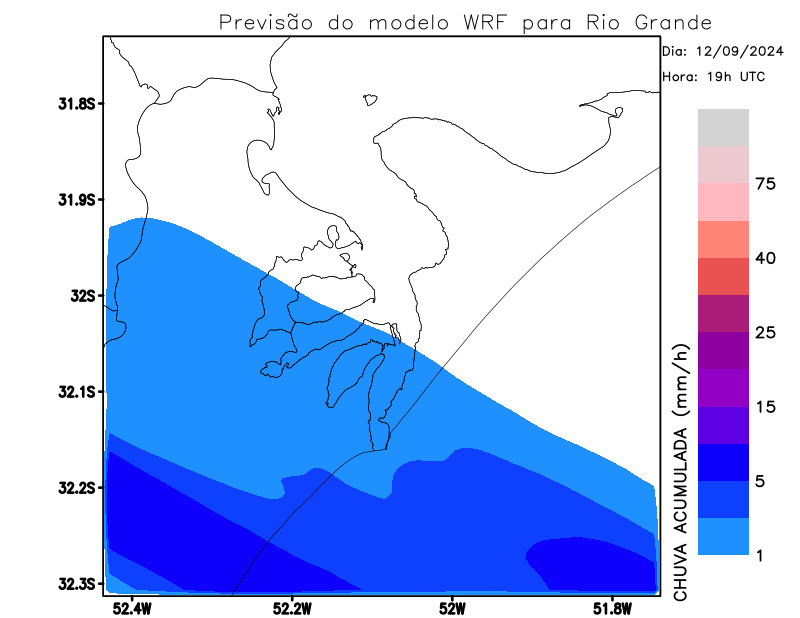 Previsão do modelo WRF para Rio Grande
Dia: 12/09/2024
Hora: 19h UTC
31.8S
31.9S
32S
32.1S
32.2S
32.3S
52.4W
52.2W
52W
51.8W
75
40
25
15
5
1
CHUVA ACUMULADA (mm/h)